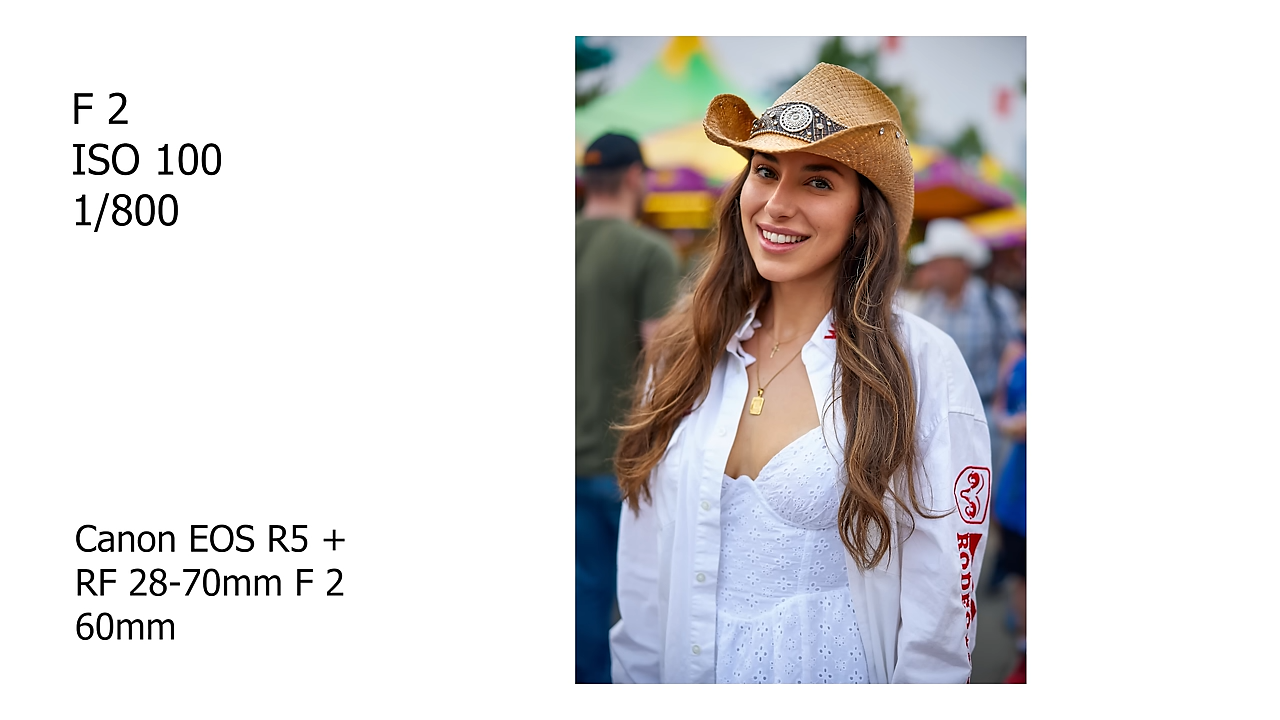 F 2
ISO 100
1/800
Canon EOS R5 +
RF 28-70mm F 2
60mm